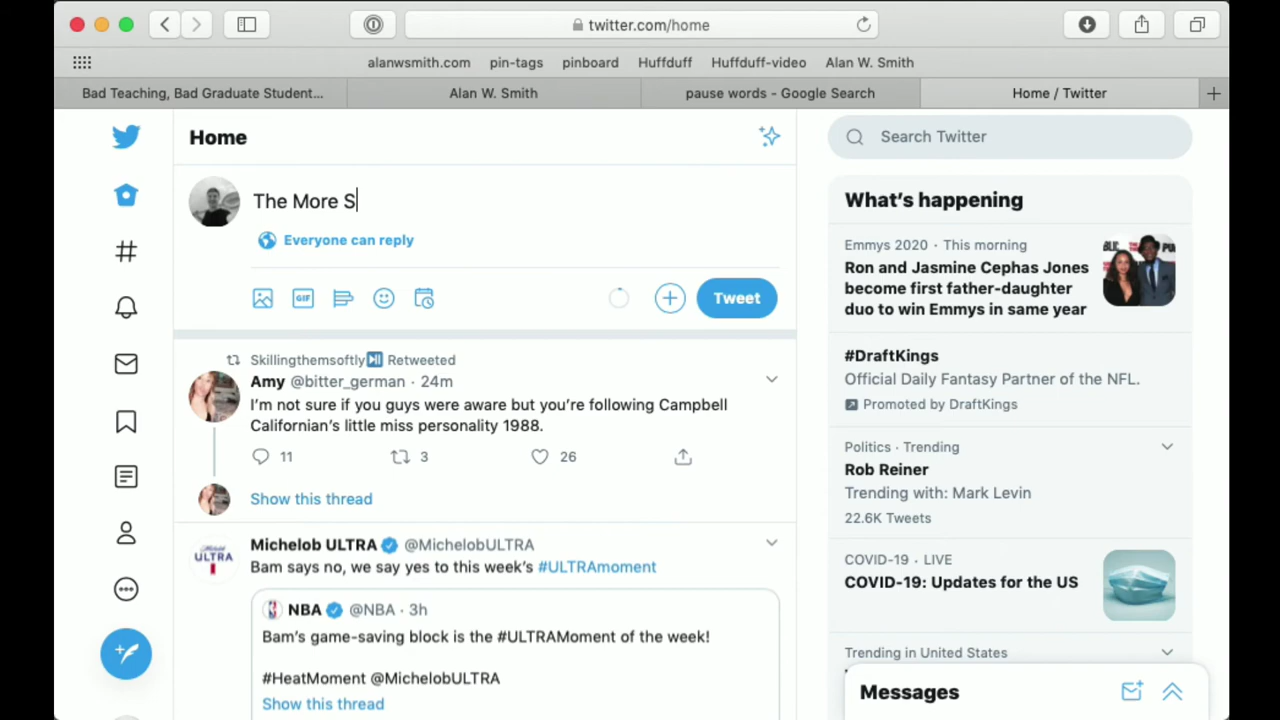 twitter.com/home
alanwsmith.com
pin-tags
pinboard
Huffduff
Huffduff-video
Alan W. Smith
Bad Teaching, Bad Graduate Student...
Alan W. Smith
pause words - Google Search
Home / Twitter
Home
The More S
Everyone can reply
GIF
Tweet
Skillingthemsoftly⏯ Retweeted
Amy @bitter_german · 24m
I'm not sure if you guys were aware but you're following Campbell
Californian's little miss personality 1988.
11
3
26
Show this thread
Michelob ULTRA @MichelobULTRA
Bam says no, we say yes to this week's #ULTRAmoment
ULTRA
NBA @NBA · 3h
Bam's game-saving block is the #ULTRAMoment of the week!
#HeatMoment @MichelobULTRA
Show this thread
Search Twitter
What's happening
Emmys 2020 · This morning
Ron and Jasmine Cephas Jones
become first father-daughter
duo to win Emmys in same year
#DraftKings
Official Daily Fantasy Partner of the NFL.
Promoted by DraftKings
Politics · Trending
Rob Reiner
Trending with: Mark Levin
22.6K Tweets
COVID-19 · LIVE
COVID-19: Updates for the US
Trending in United States
Messages